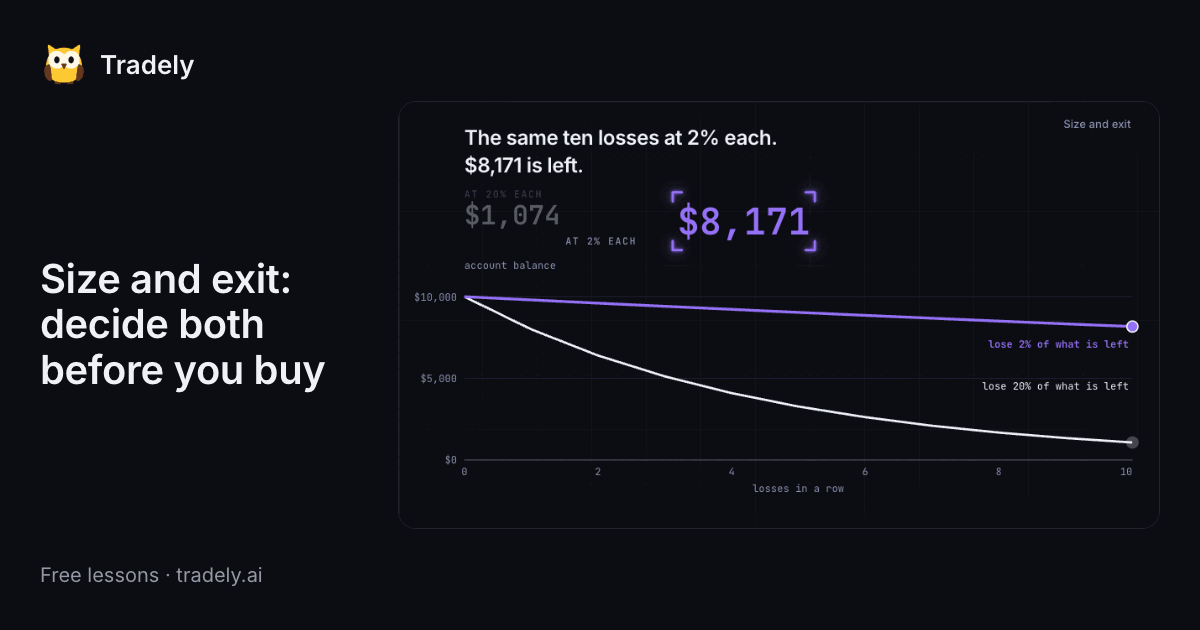 Tradely
Size and exit
The same ten losses at 2% each.
$8,171 is left.
AT 20% EACH
$1,074
AT 2% EACH
$8,171
account balance
$10,000
lose 2% of what is left
$5,000
lose 20% of what is left
$0
0 2 4 6 8 10
losses in a row
Size and exit:
decide both
before you buy
Free lessons · tradely.ai